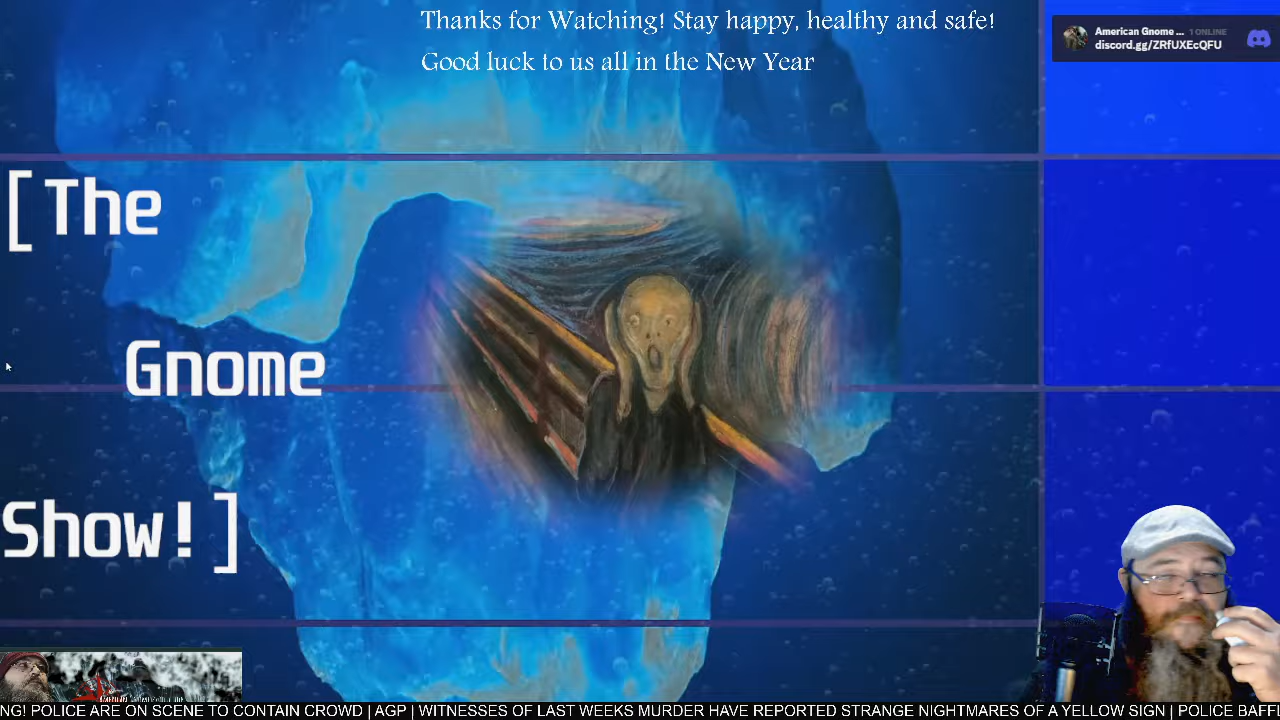 Thanks for Watching! Stay happy, healthy and safe!
Good luck to us all in the New Year
American Gnome ... 1 ONLINE
discord.gg/ZRfUXEcQFU
[The
Gnome
Show!]
NG! POLICE ARE ON SCENE TO CONTAIN CROWD | AGP | WITNESSES OF LAST WEEKS MURDER HAVE REPORTED STRANGE NIGHTMARES OF A YELLOW SIGN | POLICE BAFFI